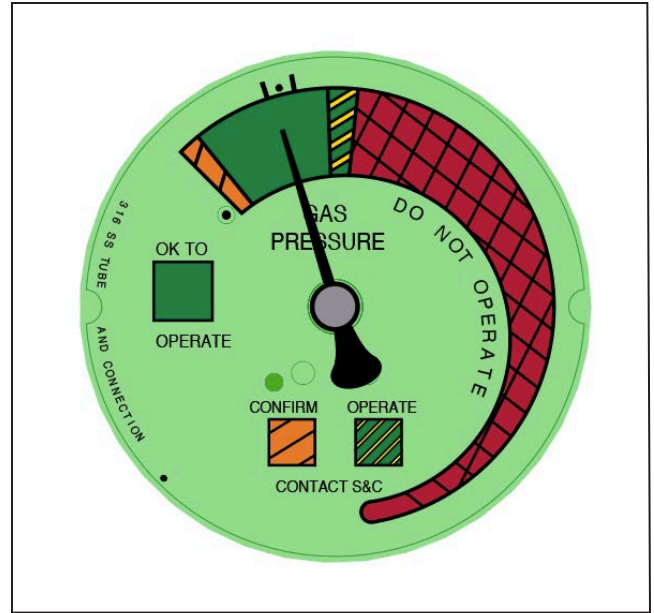 GAS
PRESSURE
DO NOT OPERATE
316 SS TUBE AND CONNECTION
OK TO
OPERATE
CONFIRM
OPERATE
CONTACT S&C